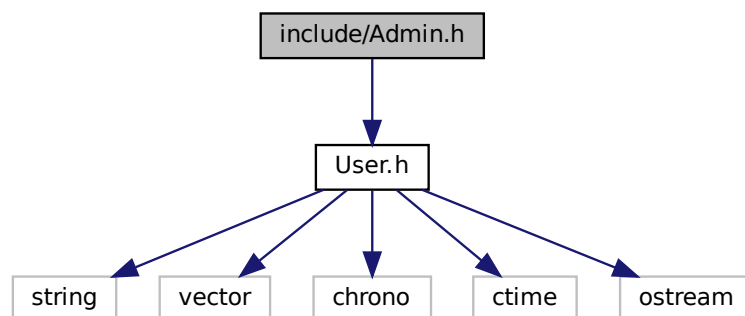 include/Admin.h
User.h
string
vector
chrono
ctime
ostream